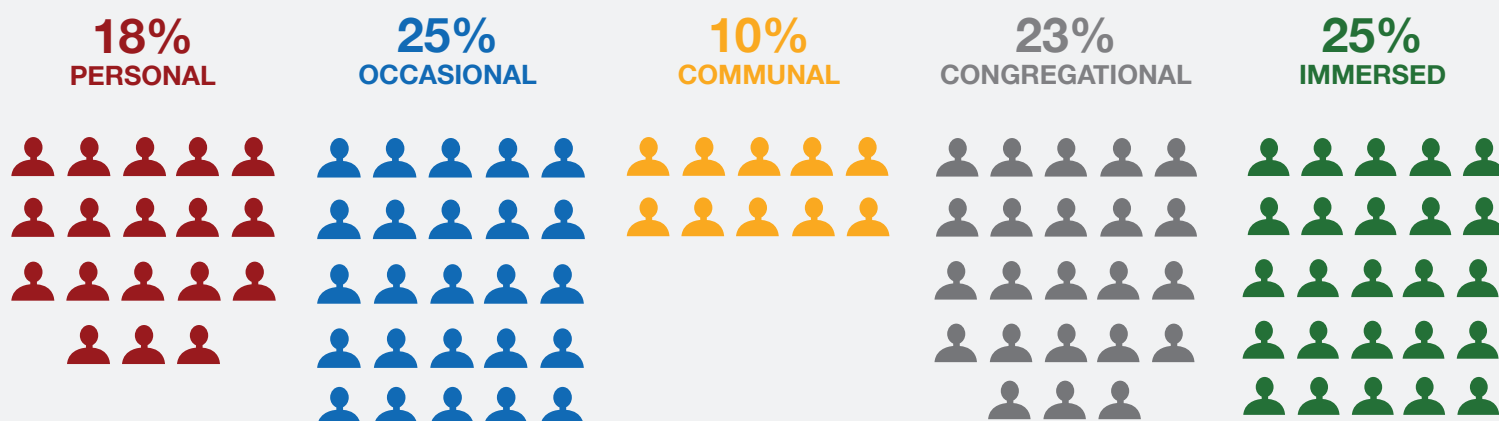 18%
PERSONAL
25%
OCCASIONAL
10%
COMMUNAL
23%
CONGREGATIONAL
25%
IMMERSED